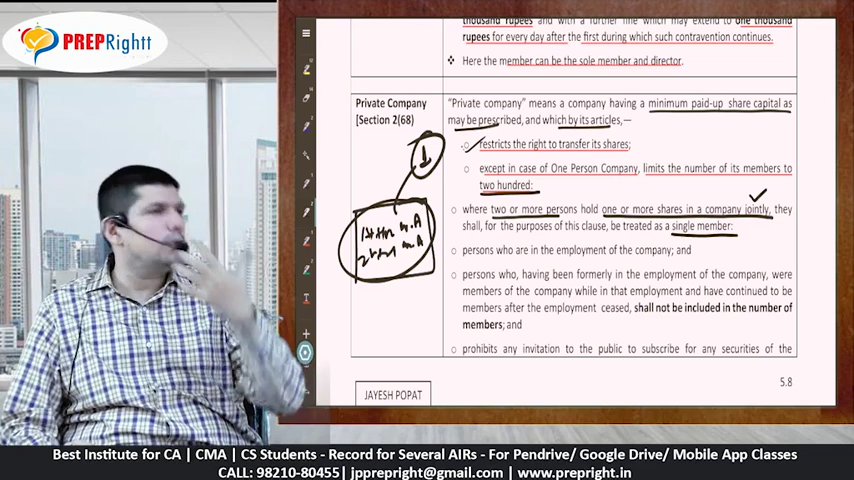 PREPRightt
thousand rupees and with a further fine which may extend to one thousand
rupees for every day after the first during which such contravention continues.
❖ Here the member can be the sole member and director.
Private Company
[Section 2(68)
"Private company" means a company having a minimum paid-up share capital as
may be prescribed, and which by its articles,—
restricts the right to transfer its shares;
except in case of One Person Company, limits the number of its members to
two hundred:
where two or more persons hold one or more shares in a company jointly, they
shall, for the purposes of this clause, be treated as a single member:
persons who are in the employment of the company; and
persons who, having been formerly in the employment of the company, were
members of the company while in that employment and have continued to be
members after the employment ceased, shall not be included in the number of
members; and
prohibits any invitation to the public to subscribe for any securities of the
1
5.8
JAYESH POPAT
Best Institute for CA | CMA | CS Students - Record for Several AIRs - For Pendrive/ Google Drive/ Mobile App Classes
CALL: 98210-80455| jpprepright@gmail.com | www.prepright.in